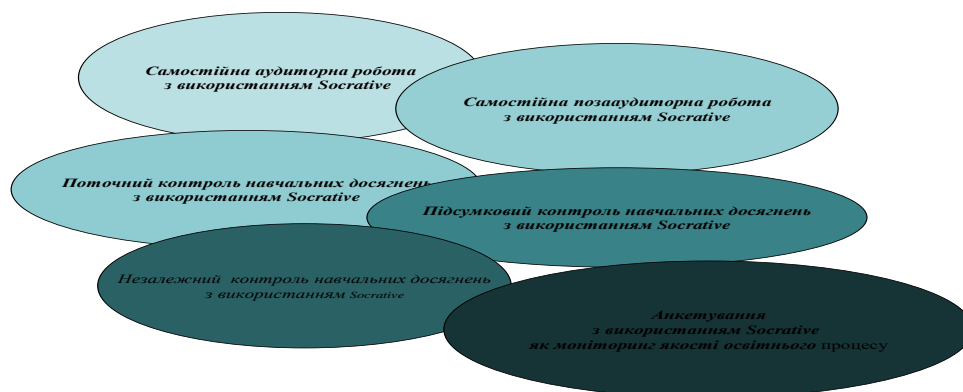 Самостійна аудиторна робота
з використанням Socrative
Самостійна позааудиторна робота
з використанням Socrative
Поточний контроль навчальних досягнень
з використанням Socrative
Підсумковий контроль навчальних досягнень
з використанням Socrative
Незалежний контроль навчальних досягнень
з використанням Socrative
Анкетування
з використанням Socrative
як моніторинг якості освітнього процесу